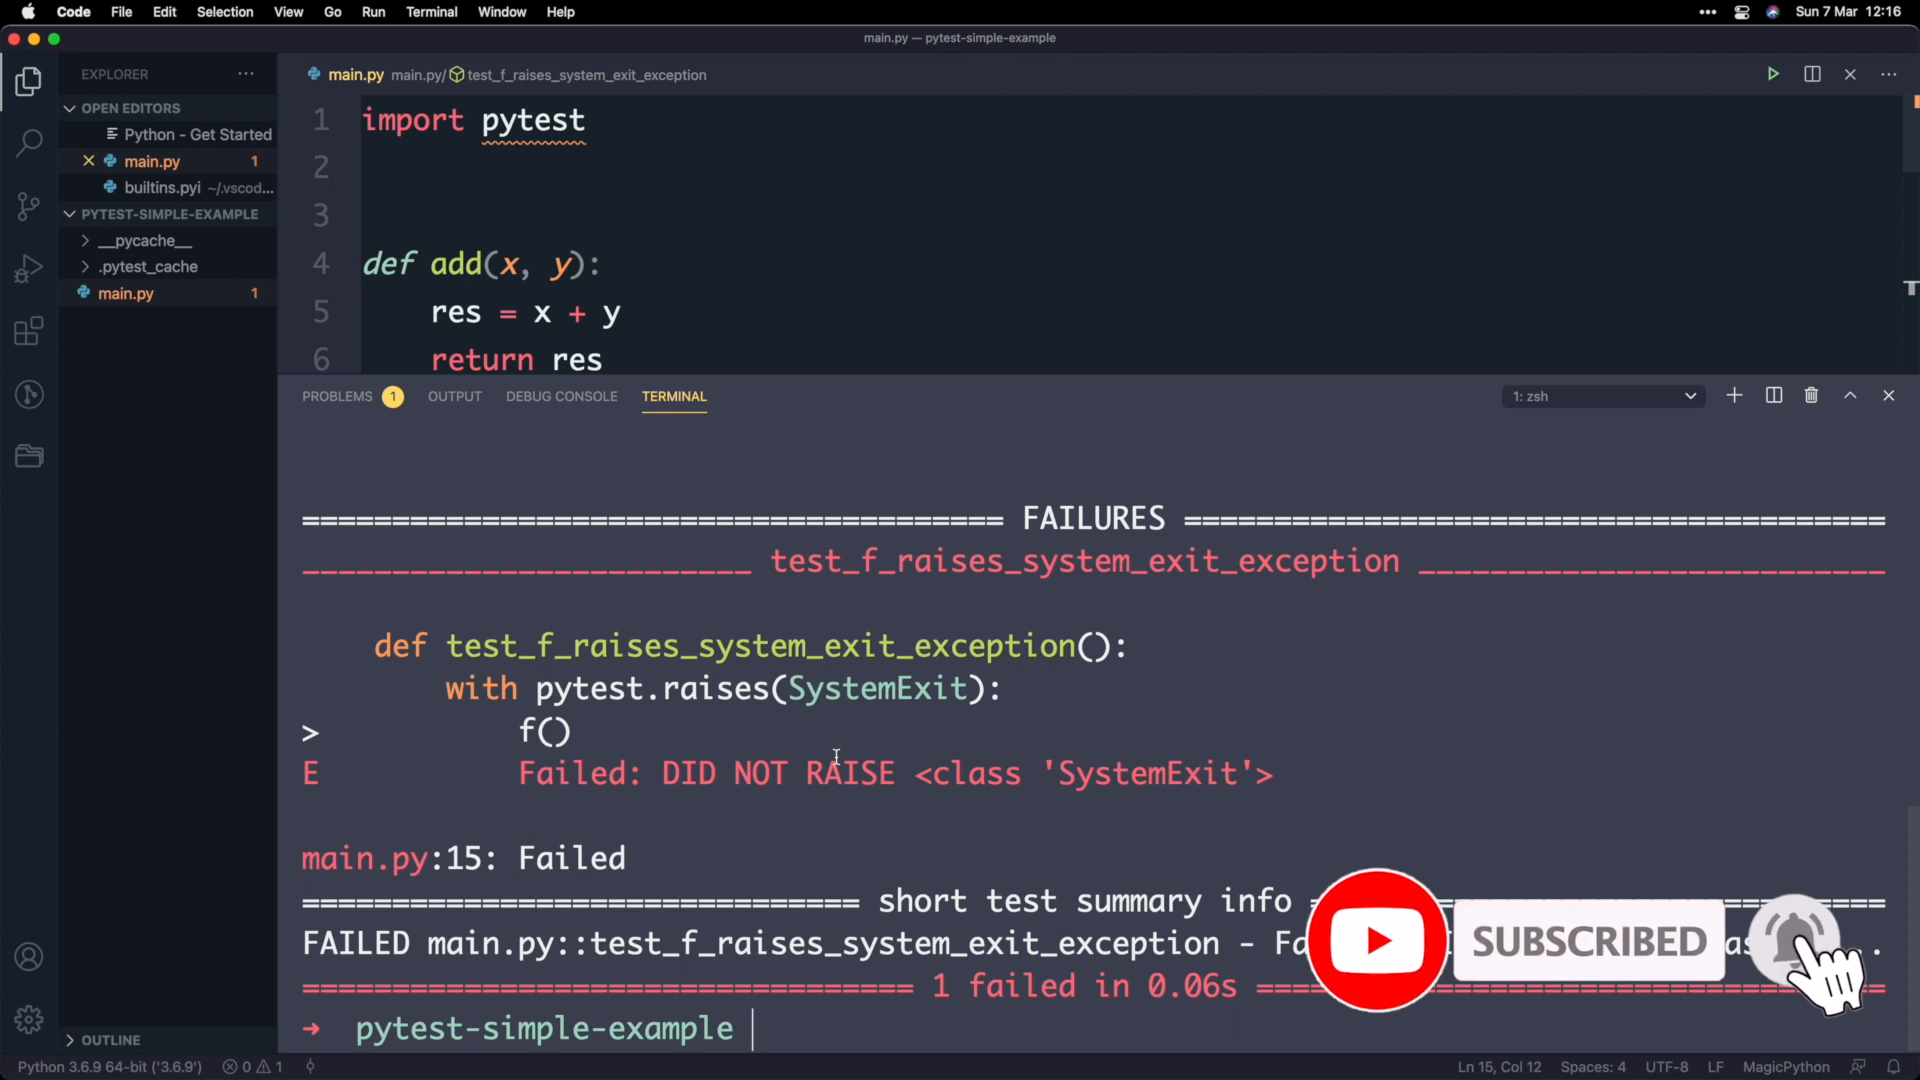 Code File Edit Selection View Go Run Terminal Window Help
Sun 7 Mar 12:16
main.py — pytest-simple-example
EXPLORER
OPEN EDITORS
Python - Get Started
main.py 1
builtins.pyi ~/.vscod...
PYTEST-SIMPLE-EXAMPLE
__pycache__
.pytest_cache
main.py 1
OUTLINE
main.py main.py/ test_f_raises_system_exit_exception
1 import pytest
2
3
4 def add(x, y):
5 res = x + y
6 return res
PROBLEMS 1 OUTPUT DEBUG CONSOLE TERMINAL
1: zsh
======================================= FAILURES =======================================
_________________________ test_f_raises_system_exit_exception __________________________
def test_f_raises_system_exit_exception():
with pytest.raises(SystemExit):
> f()
E Failed: DID NOT RAISE <class 'SystemExit'>
main.py:15: Failed
=============================== short test summary info ===
FAILED main.py::test_f_raises_system_exit_exception - Fa
================================== 1 failed in 0.06s ===
➜ pytest-simple-example
SUBSCRIBED
Python 3.6.9 64-bit ('3.6.9') 0 1
Ln 15, Col 12 Spaces: 4 UTF-8 LF MagicPython